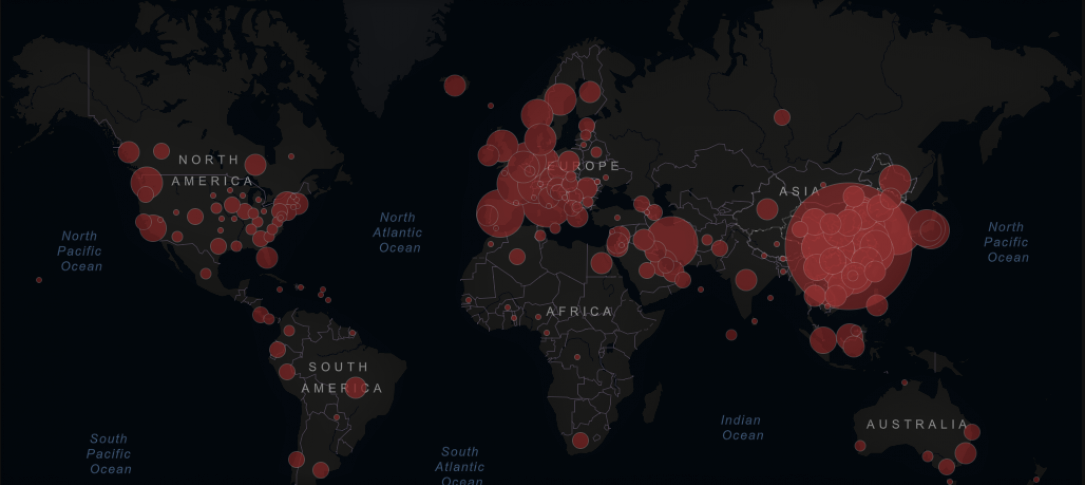 NORTH
AMERICA
EUROPE
ASIA
North
Pacific
Ocean
North
Atlantic
Ocean
North
Pacific
Ocean
AFRICA
SOUTH
AMERICA
Indian
Ocean
AUSTRALIA
South
Pacific
Ocean
South
Atlantic
Ocean